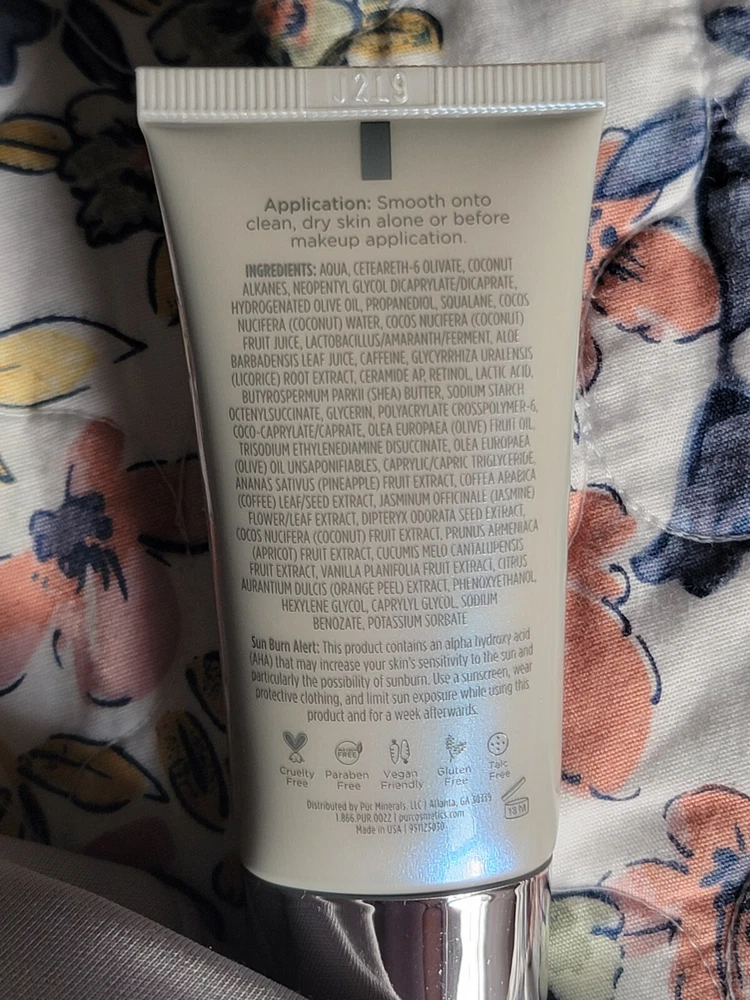 J2L9
Application: Smooth onto
clean, dry skin alone or before
makeup application.
INGREDIENTS: AQUA, CETEARETH-6 OLIVATE, COCONUT
ALKANES, NEOPENTYL GLYCOL DICAPRYLATE/DICAPRATE,
HYDROGENATED OLIVE OIL, PROPANEDIOL, SQUALANE, COCOS
NUCIFERA (COCONUT) WATER, COCOS NUCIFERA (COCONUT)
FRUIT JUICE, LACTOBACILLUS/AMARANTH/FERMENT, ALOE
BARBADENSIS LEAF JUICE, CAFFEINE, GLYCYRRHIZA URALENSIS
(LICORICE) ROOT EXTRACT, CERAMIDE AP, RETINOL, LACTIC ACID,
BUTYROSPERMUM PARKII (SHEA) BUTTER, SODIUM STARCH
OCTENYLSUCCINATE, GLYCERIN, POLYACRYLATE CROSSPOLYMER-6,
COCO-CAPRYLATE/CAPRATE, OLEA EUROPAEA (OLIVE) FRUIT OIL,
TRISODIUM ETHYLENEDIAMINE DISUCCINATE, OLEA EUROPAEA
(OLIVE) OIL UNSAPONIFIABLES, CAPRYLIC/CAPRIC TRIGLYCERIDE,
ANANAS SATIVUS (PINEAPPLE) FRUIT EXTRACT, COFFEA ARABICA
(COFFEE) LEAF/SEED EXTRACT, JASMINUM OFFICINALE (JASMINE)
FLOWER/LEAF EXTRACT, DIPTERYX ODORATA SEED EXTRACT,
COCOS NUCIFERA (COCONUT) FRUIT EXTRACT, PRUNUS ARMENIACA
(APRICOT) FRUIT EXTRACT, CUCUMIS MELO CANTALUPENSIS
FRUIT EXTRACT, VANILLA PLANIFOLIA FRUIT EXTRACT, CITRUS
AURANTIUM DULCIS (ORANGE PEEL) EXTRACT, PHENOXYETHANOL,
HEXYLENE GLYCOL, CAPRYLYL GLYCOL, SODIUM
BENZOATE, POTASSIUM SORBATE
Sun Burn Alert: This product contains an alpha hydroxy acid
(AHA) that may increase your skin's sensitivity to the sun and
particularly the possibility of sunburn. Use a sunscreen, wear
protective clothing, and limit sun exposure while using this
product and for a week afterwards.
Cruelty Free
Paraben Free
Vegan Friendly
Gluten Free
Talc Free
Distributed by Pür Minerals, LLC | Atlanta, GA 30339
1.866.PUR.0022 | purcosmetics.com
Made in USA | 951125030